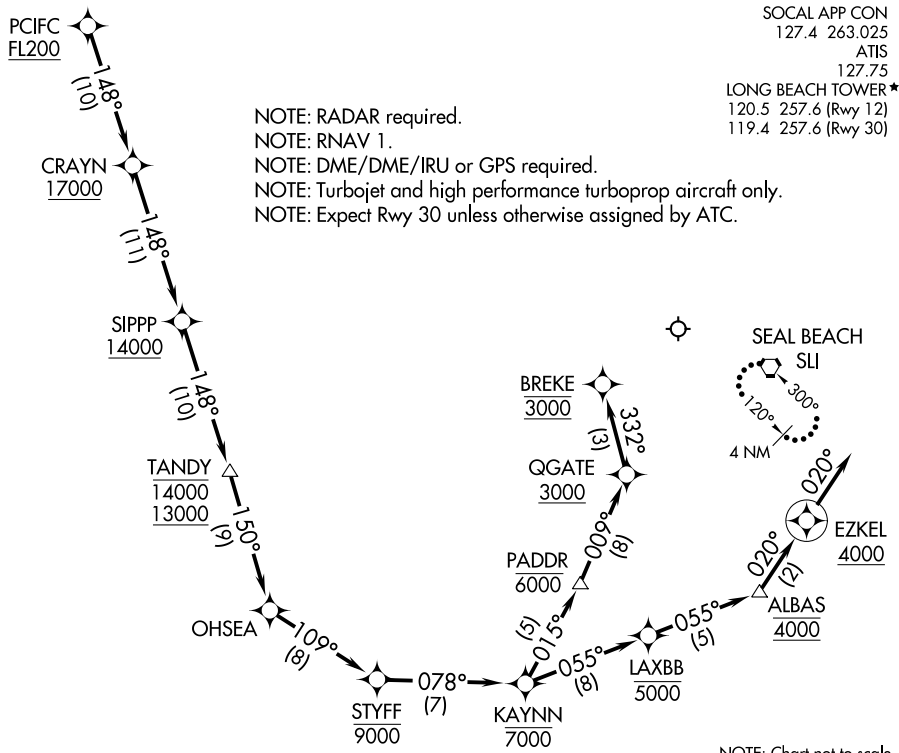 PCIFC
FL200
SOCAL APP CON
127.4 263.025
ATIS
127.75
LONG BEACH TOWER★
120.5 257.6 (Rwy 12)
119.4 257.6 (Rwy 30)
148°
(10)
NOTE: RADAR required.
NOTE: RNAV 1.
NOTE: DME/DME/IRU or GPS required.
NOTE: Turbojet and high performance turboprop aircraft only.
NOTE: Expect Rwy 30 unless otherwise assigned by ATC.
CRAYN
17000
148°
(11)
SIPPP
14000
148°
(10)
SEAL BEACH
SLI
300°
120°
4 NM
BREKE
3000
332°
(3)
QGATE
3000
TANDY
14000
13000
150°
(9)
009°
(8)
PADDR
6000
020°
EZKEL
4000
020°
(2)
OHSEA
109°
(8)
(5)
015°
055°
(5)
ALBAS
4000
055°
(8)
LAXBB
5000
078°
(7)
STYFF
9000
KAYNN
7000
NOTE: Chart not to scale